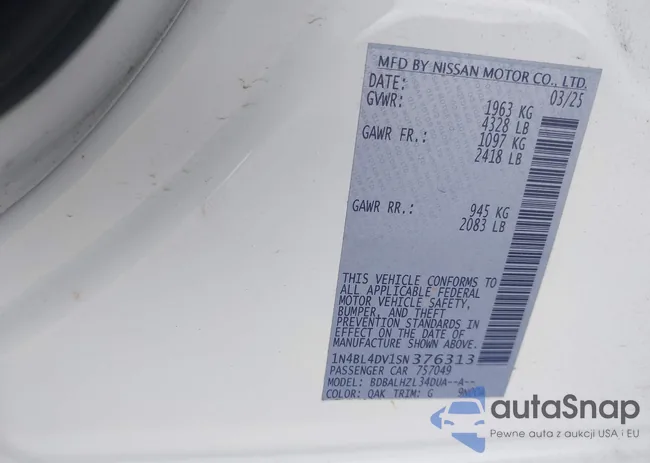 MFD BY NISSAN MOTOR CO., LTD.
DATE: 03/25
GVWR: 1963 KG
4328 LB
GAWR FR.: 1097 KG
2418 LB
GAWR RR.: 945 KG
2083 LB
THIS VEHICLE CONFORMS TO
ALL APPLICABLE FEDERAL
MOTOR VEHICLE SAFETY,
BUMPER, AND THEFT
PREVENTION STANDARDS IN
EFFECT ON THE DATE OF
MANUFACTURE SHOWN ABOVE.
1N4BL4DV1SN376313
PASSENGER CAR 757049
MODEL: BDBALHZL34DUA--A--
COLOR: QAK TRIM: G
autaSnap
Pewne auta z aukcji USA i EU